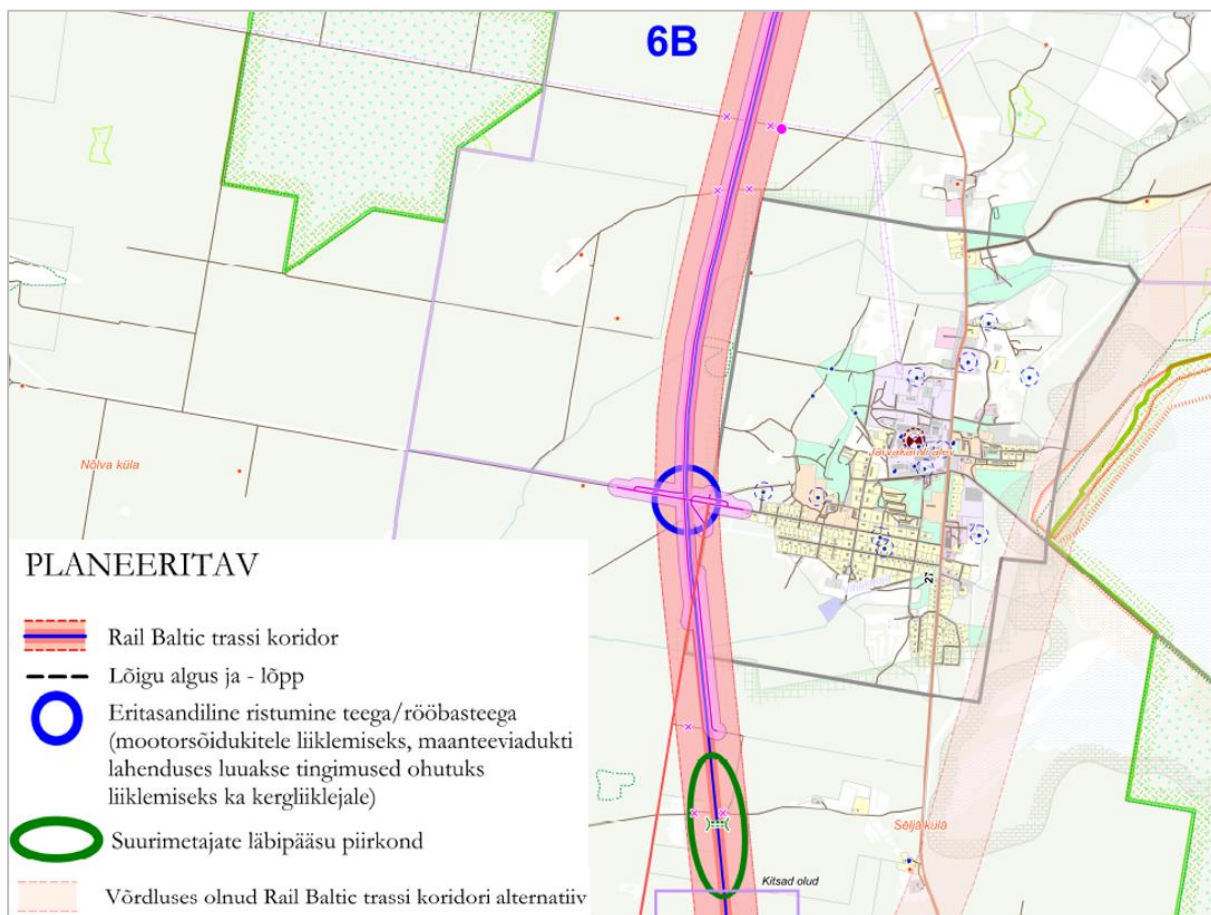 6B
Nõlva küla
Järvakandi alev
27
PLANEERITAV
Rail Baltic trassi koridor
Lõigu algus ja - lõpp
Eritasandiline ristumine teega/rööbasteega
(mootorsõidukitele liiklemiseks, maanteeviadukti
lahenduses luuakse tingimused ohutuks
liiklemiseks ka kergliiklejale)
Suurimetajate läbipääsu piirkond
Sälja küla
Kitsad olud
Võrdluses olnud Rail Baltic trassi koridori alternatiiv